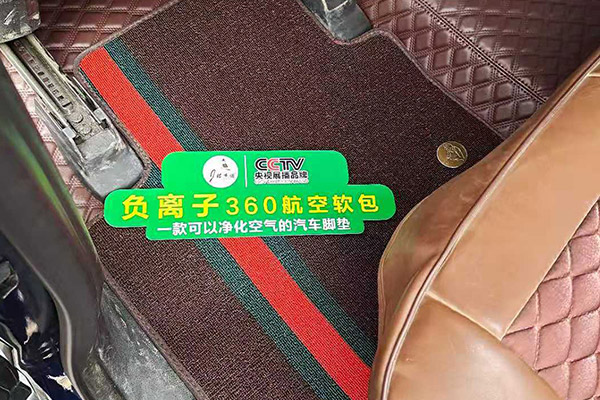 CCTV
央视展播品牌
负离子360航空软包
一款可以净化空气的汽车脚垫